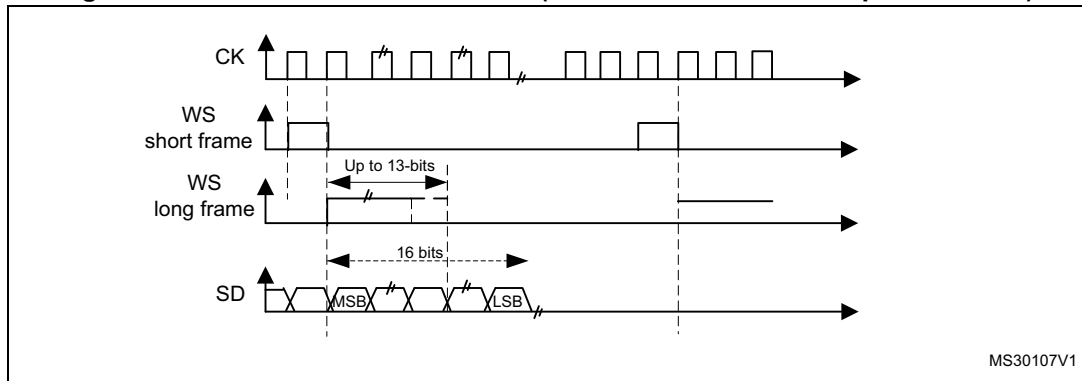 CK
WS
short frame
Up to 13-bits
WS
long frame
16 bits
SD
MSB
LSB
MS30107V1